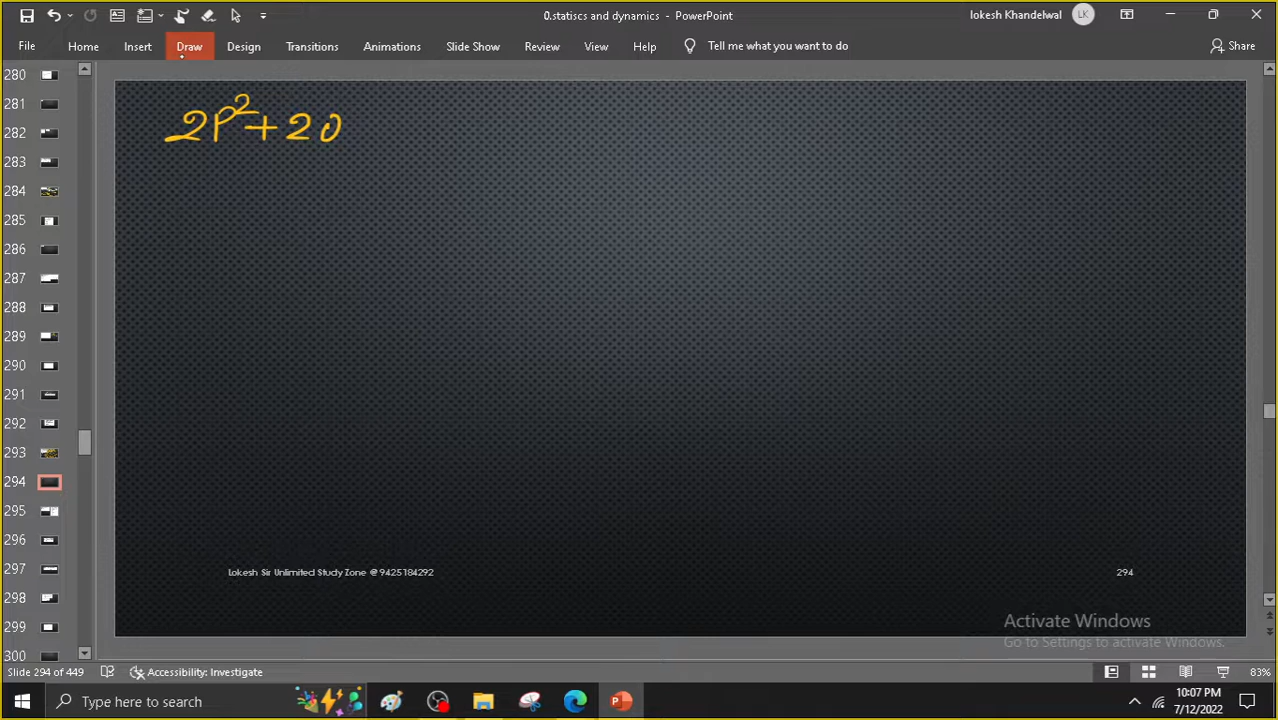 0.statiscs and dynamics - PowerPoint
lokesh Khandelwal
LK
File Home Insert Draw Design Transitions Animations Slide Show Review View Help Tell me what you want to do Share
280
281
282
283
284
285
286
287
288
289
290
291
292
293
294
295
296
297
298
299
300
2P²+20
Lokesh Sir Unlimited Study Zone @9425184292
294
Activate Windows
Go to Settings to activate Windows.
Slide 294 of 449
Accessibility: Investigate
83%
Type here to search
10:07 PM
7/12/2022